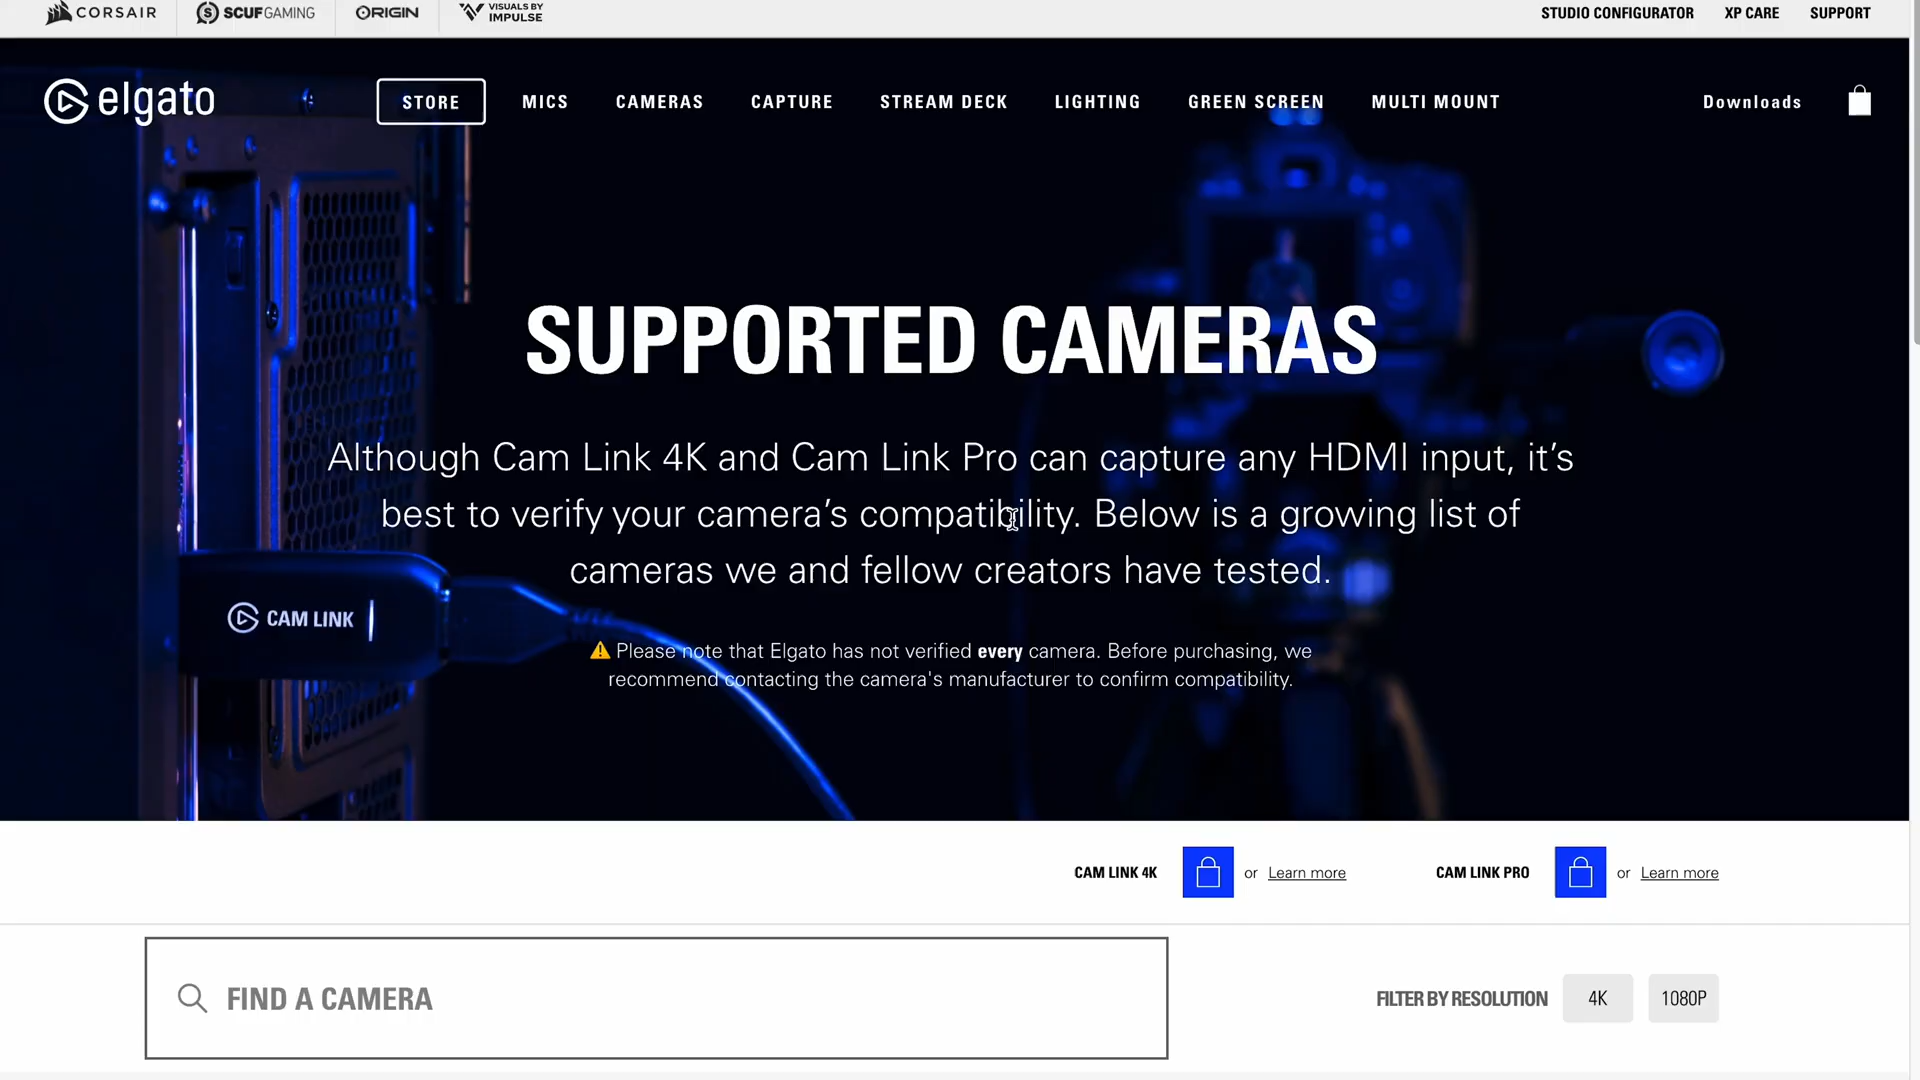 CORSAIR
SCUF GAMING
ORIGIN
VISUALS BY
IMPULSE
STUDIO CONFIGURATOR
XP CARE
SUPPORT
elgato
STORE
MICS
CAMERAS
CAPTURE
STREAM DECK
LIGHTING
GREEN SCREEN
MULTI MOUNT
Downloads
SUPPORTED CAMERAS
Although Cam Link 4K and Cam Link Pro can capture any HDMI input, it’s
best to verify your camera’s compatibility. Below is a growing list of
cameras we and fellow creators have tested.
CAM LINK
⚠ Please note that Elgato has not verified every camera. Before purchasing, we
recommend contacting the camera's manufacturer to confirm compatibility.
CAM LINK 4K
or Learn more
CAM LINK PRO
or Learn more
FIND A CAMERA
FILTER BY RESOLUTION
4K
1080P